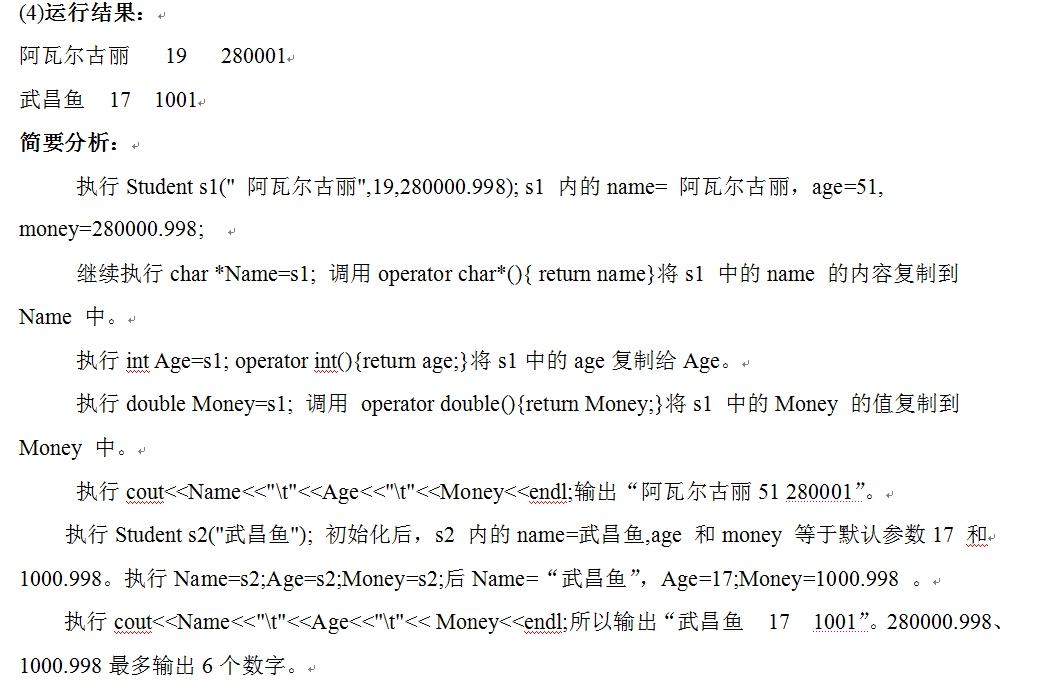 (4)运行结果：
阿瓦尔古丽 19 280001
武昌鱼 17 1001
简要分析：
执行 Student s1(" 阿瓦尔古丽",19,280000.998); s1 内的 name= 阿瓦尔古丽，age=51,
money=280000.998;
继续执行 char *Name=s1; 调用 operator char*(){ return name}将 s1 中的 name 的内容复制到
Name 中。
执行 int Age=s1; operator int(){return age;}将 s1 中的 age 复制给 Age。
执行 double Money=s1; 调用 operator double(){return Money;}将 s1 中的 Money 的值复制到
Money 中。
执行 cout<<Name<<"\t"<<Age<<"\t"<<Money<<endl;输出“阿瓦尔古丽 51 280001”。
执行 Student s2("武昌鱼"); 初始化后，s2 内的 name=武昌鱼,age 和 money 等于默认参数 17 和
1000.998。执行 Name=s2;Age=s2;Money=s2;后 Name=“武昌鱼”，Age=17;Money=1000.998 。
执行 cout<<Name<<"\t"<<Age<<"\t"<< Money<<endl;所以输出“武昌鱼 17 1001”。280000.998、
1000.998 最多输出 6 个数字。